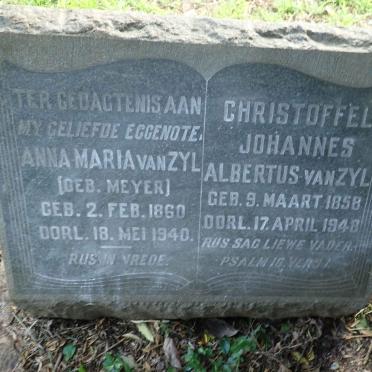 TER GEDAGTENIS AAN
MY GELIEFDE EGGENOTE.
ANNA MARIA VAN ZYL
(GEB. MEYER)
GEB. 2. FEB. 1860
OORL. 18. MEI 1940.
RUS IN VREDE.
CHRISTOFFEL
JOHANNES
ALBERTUS VAN ZYL
GEB. 9. MAART 1858
OORL. 17. APRIL 1948
RUS SAG LIEWE VADER.
PSALM 16, VERS